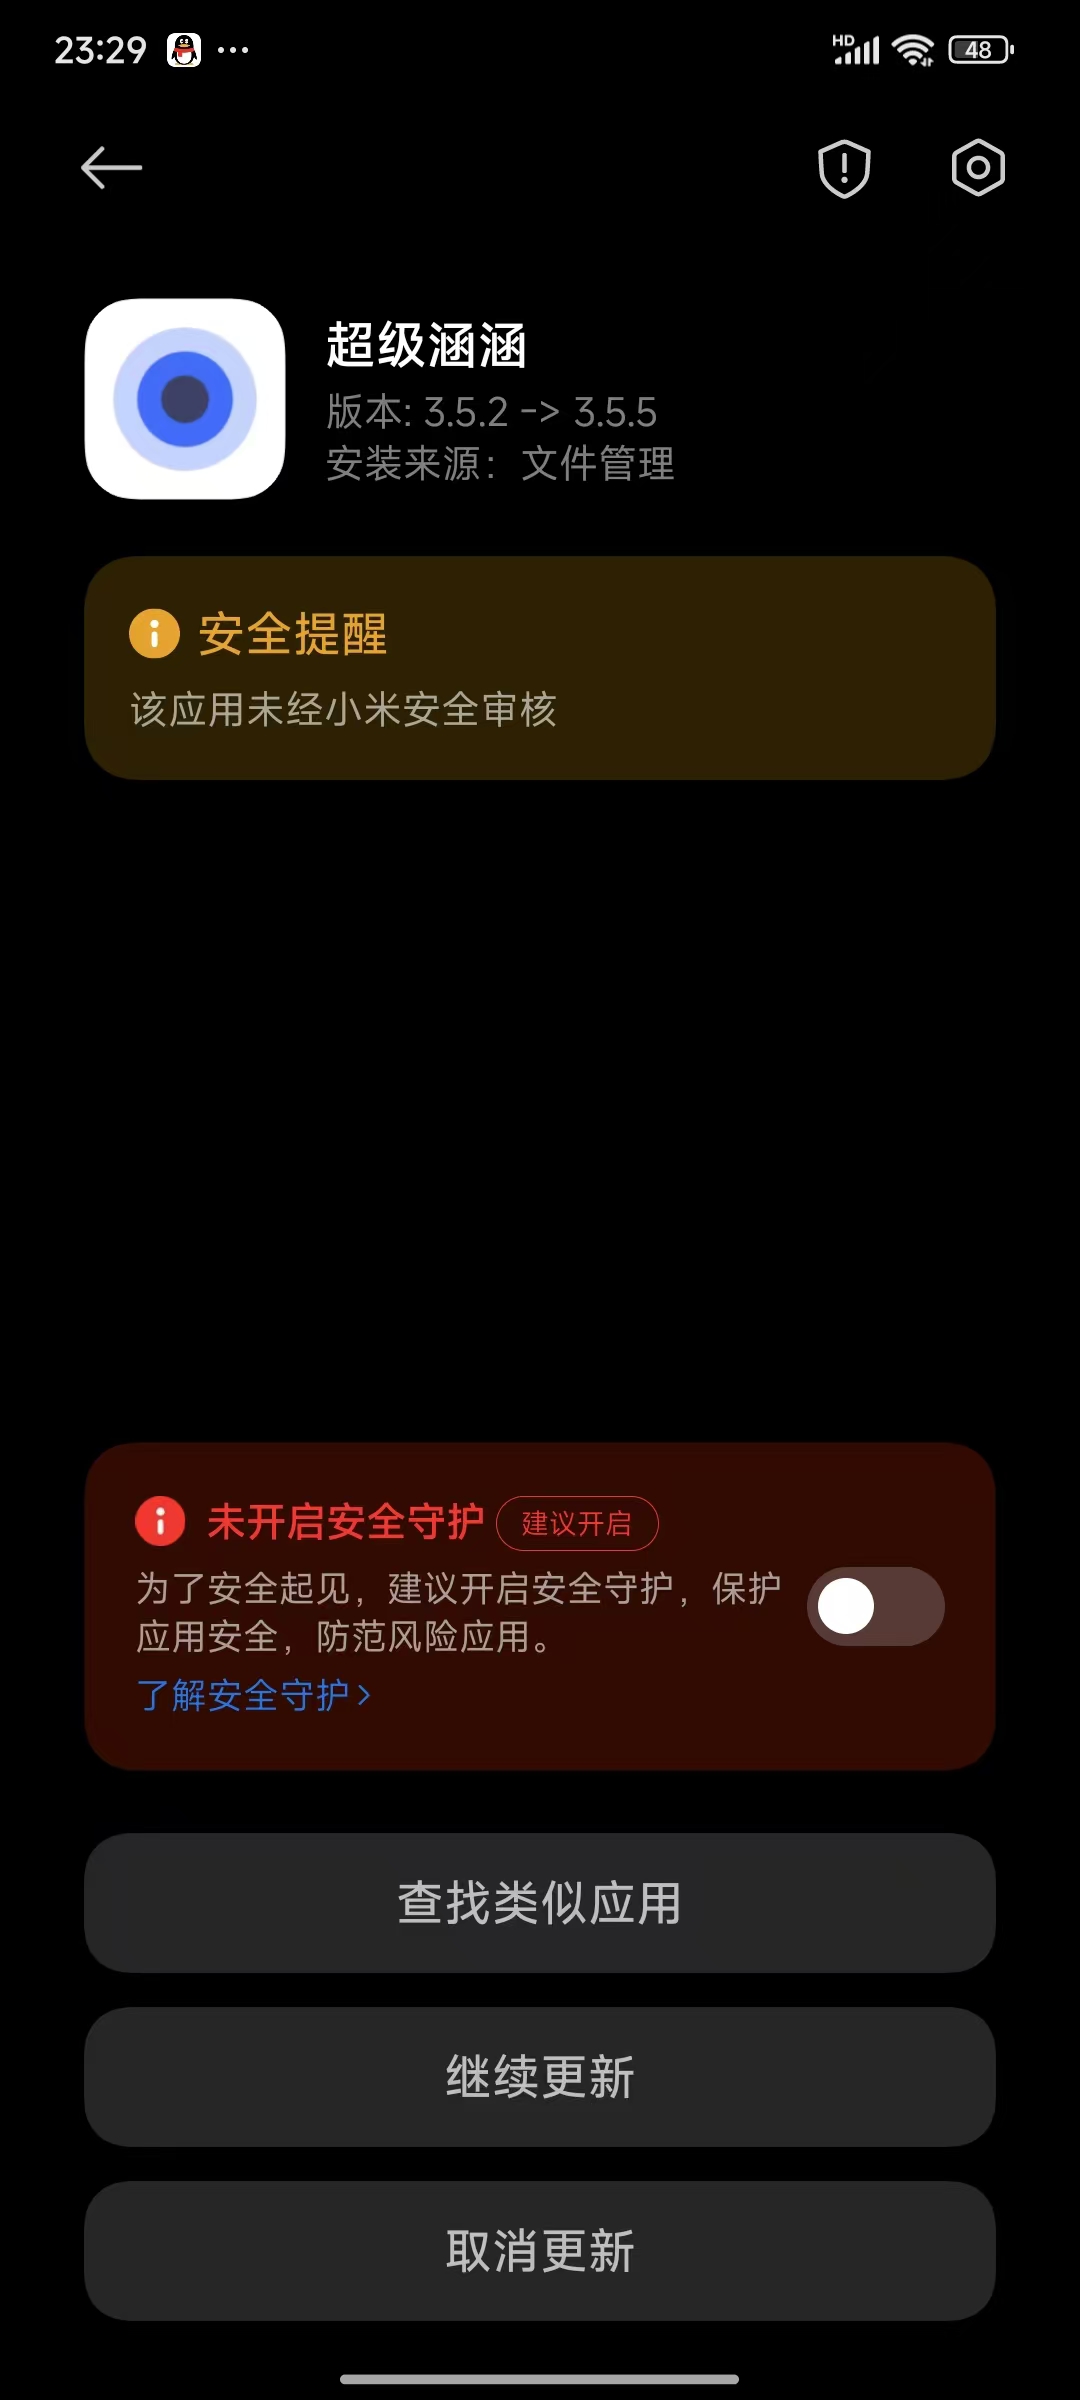 23:29
HD
48
超级涵涵
版本: 3.5.2 -> 3.5.5
安装来源：文件管理
安全提醒
该应用未经小米安全审核
未开启安全守护 建议开启
为了安全起见，建议开启安全守护，保护
应用安全，防范风险应用。
了解安全守护
查找类似应用
继续更新
取消更新